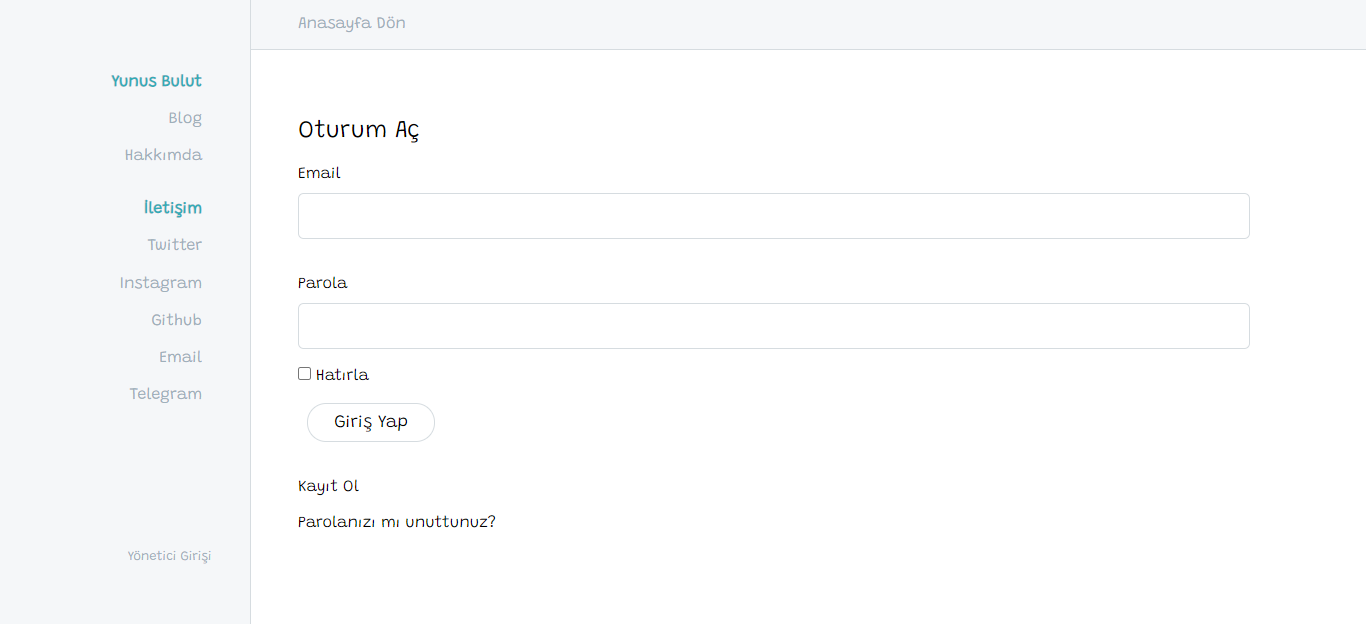 Anasayfa Dön
Yunus Bulut
Blog
Hakkımda
İletişim
Twitter
Instagram
Github
Email
Telegram
Yönetici Girişi
Oturum Aç
Email
Parola
Hatırla
Giriş Yap
Kayıt Ol
Parolanızı mı unuttunuz?